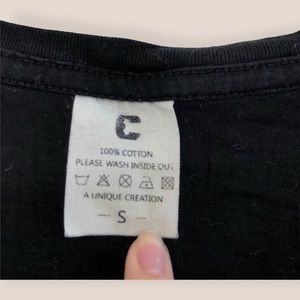 C
100% COTTON
PLEASE WASH INSIDE OUT
A UNIQUE CREATION
— S —